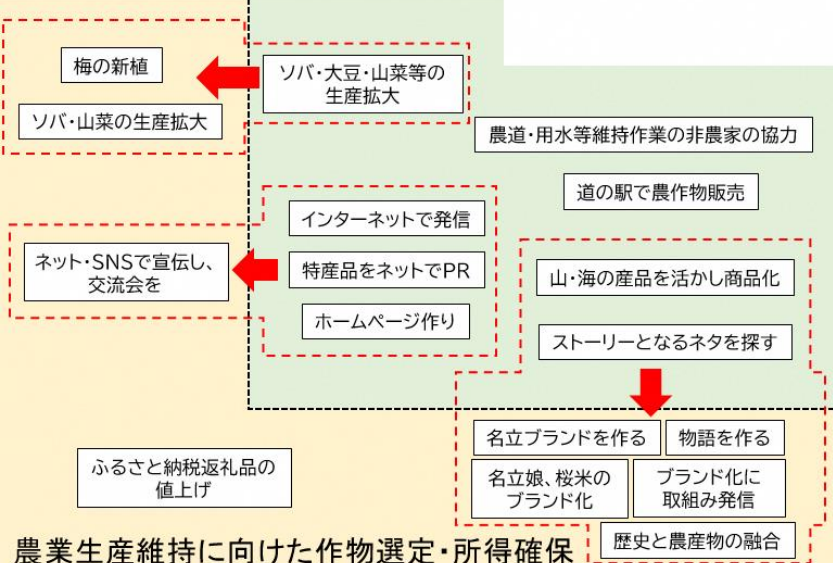 梅の新植
ソバ・山菜の生産拡大
ソバ・大豆・山菜等の
生産拡大
農道・用水等維持作業の非農家の協力
道の駅で農作物販売
インターネットで発信
特産品をネットでPR
ホームページ作り
ネット・SNSで宣伝し、
交流会を
山・海の産品を活かし商品化
ストーリーとなるネタを探す
名立ブランドを作る
物語を作る
名立娘、桜米の
ブランド化
ブランド化に
取組み発信
歴史と農産物の融合
ふるさと納税返礼品の
値上げ
農業生産維持に向けた作物選定・所得確保